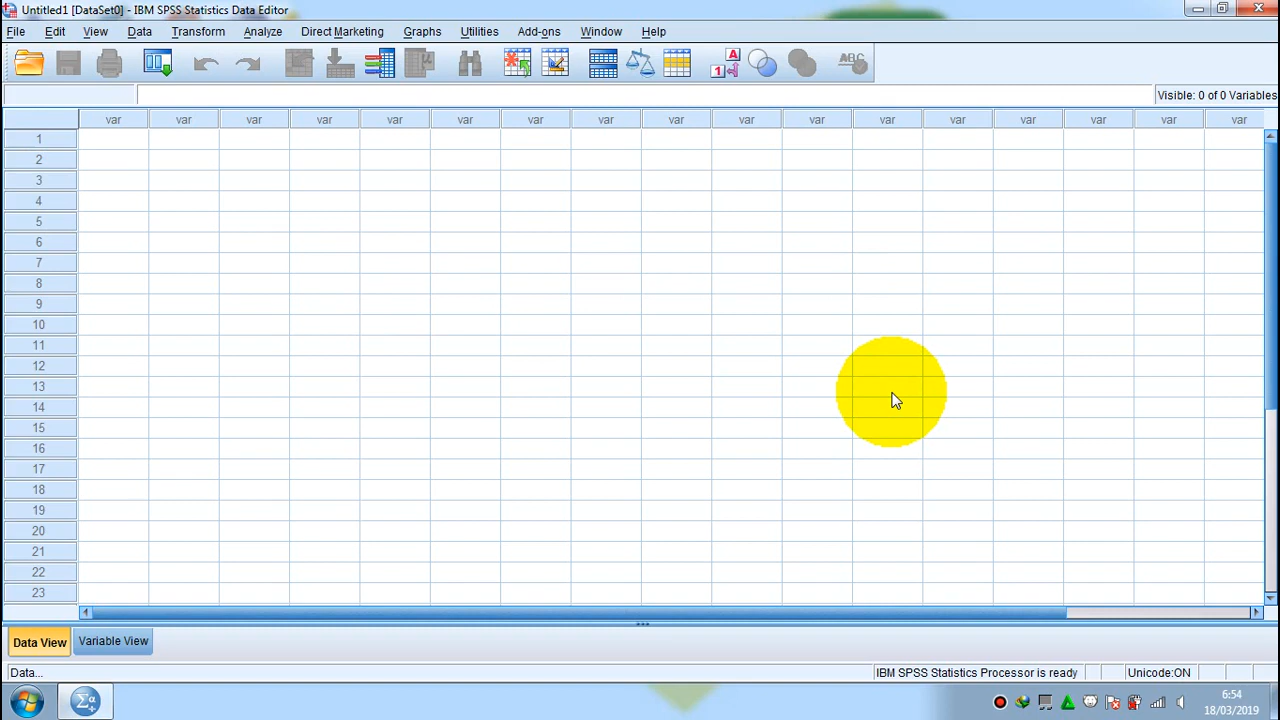 Untitled1 [DataSet0] - IBM SPSS Statistics Data Editor
File Edit View Data Transform Analyze Direct Marketing Graphs Utilities Add-ons Window Help
A
1
ABC
Visible: 0 of 0 Variables
var var var var var var var var var var var var var var var var var
1
2
3
4
5
6
7
8
9
10
11
12
13
14
15
16
17
18
19
20
21
22
23
Data View Variable View
Data... IBM SPSS Statistics Processor is ready Unicode:ON
Σα
6:54
18/03/2019